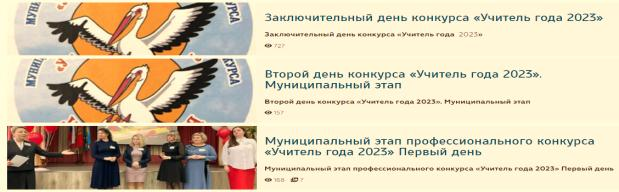 Заключительный день конкурса «Учитель года 2023»
Заключительный день конкурса «Учитель года 2023»
727
Второй день конкурса «Учитель года 2023».
Муниципальный этап
Второй день конкурса «Учитель года 2023». Муниципальный этап
157
Муниципальный этап профессионального конкурса
«Учитель года 2023» Первый день
Муниципальный этап профессионального конкурса «Учитель года 2023» Первый день
168 7